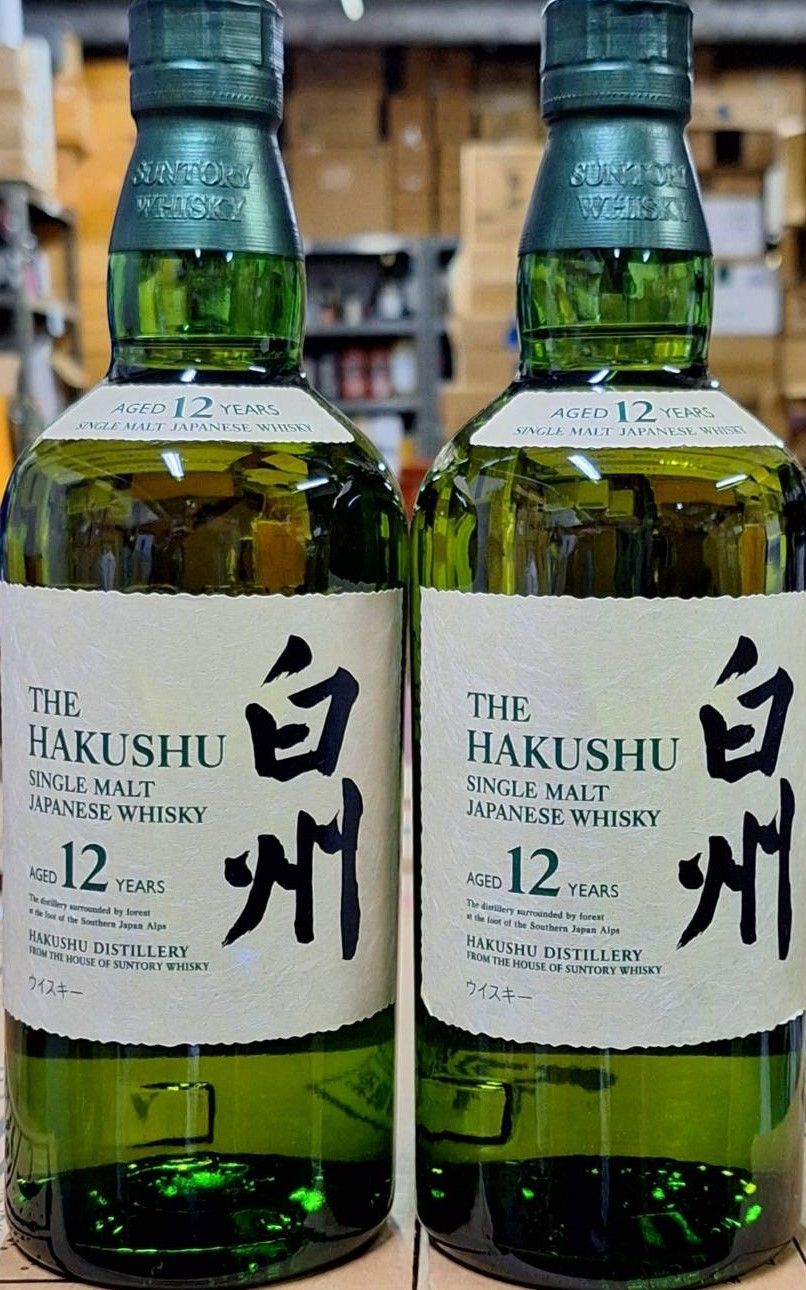 SUNTORY
WHISKY
AGED 12 YEARS
SINGLE MALT JAPANESE WHISKY
THE
HAKUSHU
SINGLE MALT
JAPANESE WHISKY
AGED 12 YEARS
The distillery surrounded by forest
at the foot of the Southern Japan Alps
HAKUSHU DISTILLERY
FROM THE HOUSE OF SUNTORY WHISKY
ウイスキー
白州
SUNTORY
WHISKY
AGED 12 YEARS
SINGLE MALT JAPANESE WHISKY
THE
HAKUSHU
SINGLE MALT
JAPANESE WHISKY
AGED 12 YEARS
The distillery surrounded by forest
at the foot of the Southern Japan Alps
HAKUSHU DISTILLERY
FROM THE HOUSE OF SUNTORY WHISKY
ウイスキー
白州